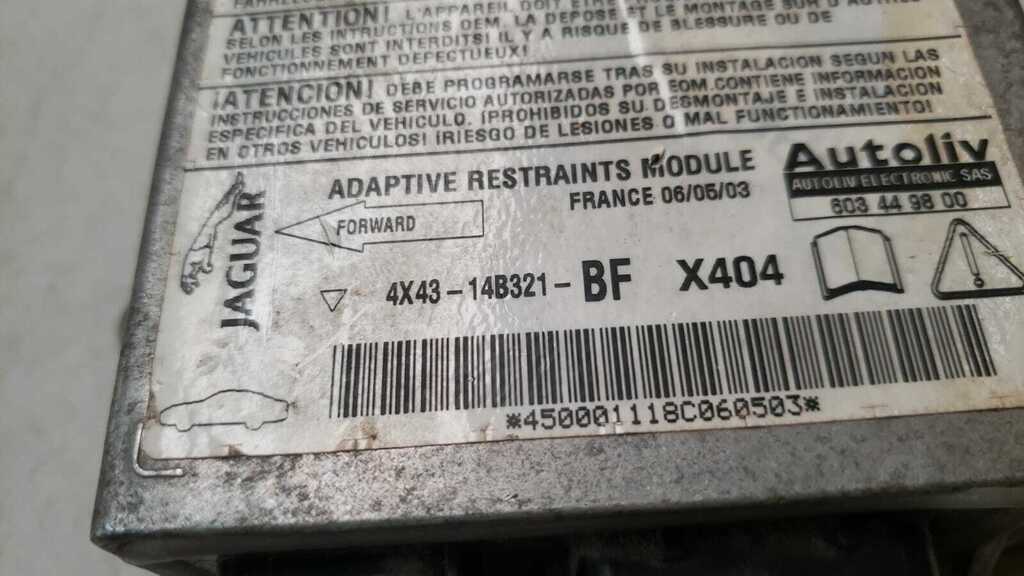 ATTENTION! L'APPAREIL DOIT ÊTRE
SELON LES INTRUCTIONS OEM. LA DEPOSE ET LE MONTAGE SUR D'AUTRES
VEHICULES SONT INTERDITS! IL Y A RISQUE DE BLESSURE OU DE
FONCTIONNEMENT DEFECTUEUX!
¡ATENCION! DEBE PROGRAMARSE TRAS SU INSTALACION SEGUN LAS
INSTRUCCIONES DE SERVICIO AUTORIZADAS POR EOM.CONTIENE INFORMACION
ESPECIFICA DEL VEHICULO. ¡PROHIBIDOS SU DESMONTAJE E INSTALACION
EN OTROS VEHICULOS! ¡RIESGO DE LESIONES O MAL FUNCIONAMIENTO!
ADAPTIVE RESTRAINTS MODULE
FRANCE 06/05/03
Autoliv
AUTOLIV ELECTRONIC SAS
603 44 98 00
JAGUAR
FORWARD
4X43-14B321-BF X404
*450001118C060503*